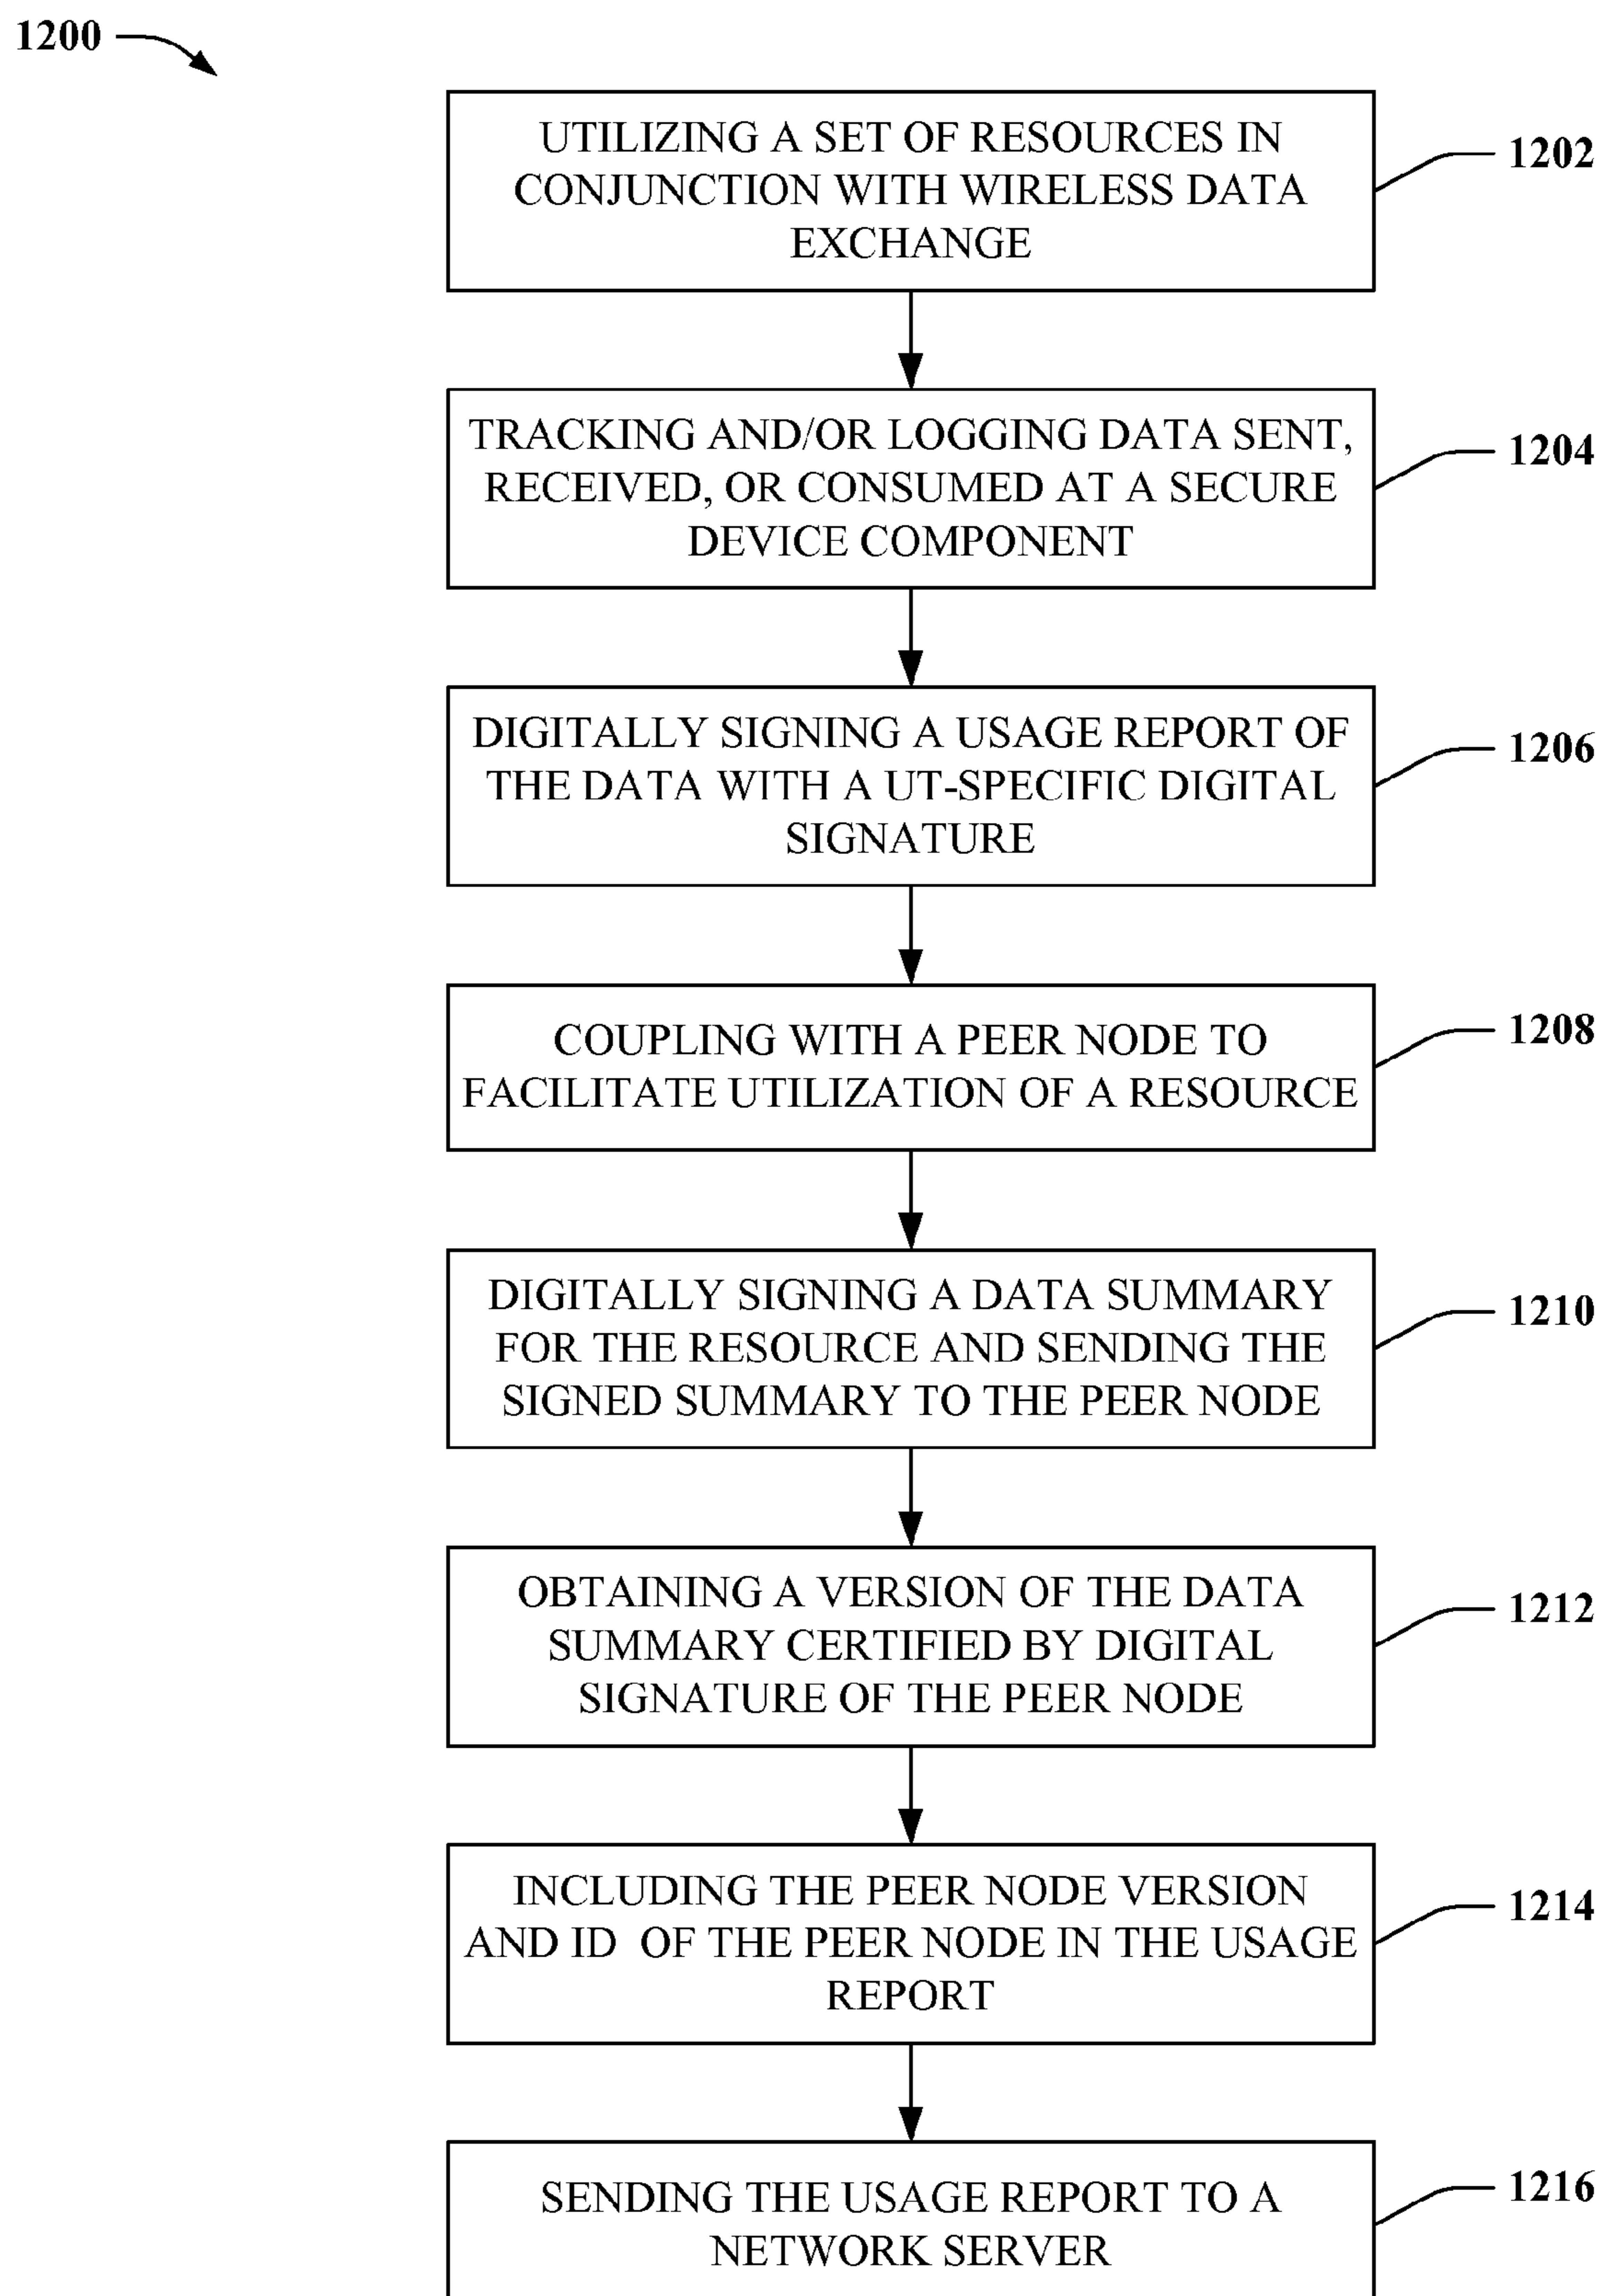 1200
UTILIZING A SET OF RESOURCES IN
CONJUNCTION WITH WIRELESS DATA
EXCHANGE
1202
TRACKING AND/OR LOGGING DATA SENT,
RECEIVED, OR CONSUMED AT A SECURE
DEVICE COMPONENT
1204
DIGITALLY SIGNING A USAGE REPORT OF
THE DATA WITH A UT-SPECIFIC DIGITAL
SIGNATURE
1206
COUPLING WITH A PEER NODE TO
FACILITATE UTILIZATION OF A RESOURCE
1208
DIGITALLY SIGNING A DATA SUMMARY
FOR THE RESOURCE AND SENDING THE
SIGNED SUMMARY TO THE PEER NODE
1210
OBTAINING A VERSION OF THE DATA
SUMMARY CERTIFIED BY DIGITAL
SIGNATURE OF THE PEER NODE
1212
INCLUDING THE PEER NODE VERSION
AND ID OF THE PEER NODE IN THE USAGE
REPORT
1214
SENDING THE USAGE REPORT TO A
NETWORK SERVER
1216